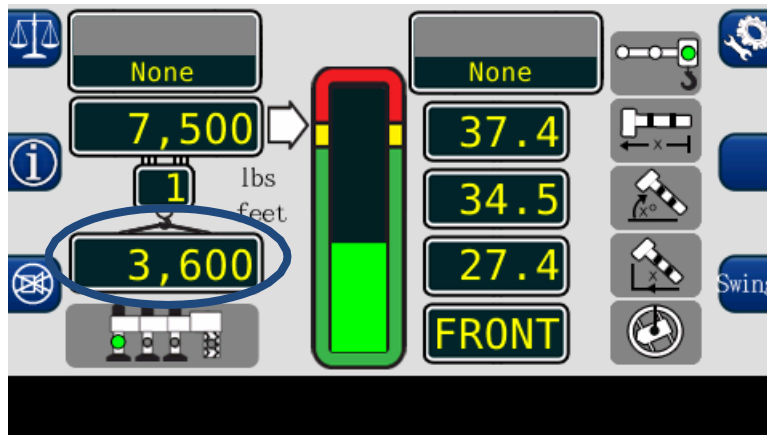 None
7,500
1
lbs
feet
3,600
None
37.4
34.5
27.4
FRONT
x
x°
x
Swing